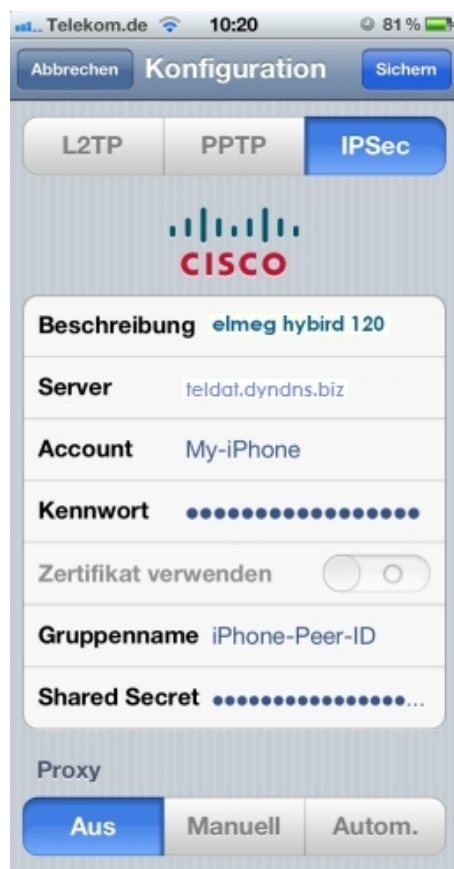 Telekom.de 10:20 81 %
Abbrechen Konfiguration Sichern
L2TP PPTP IPSec
CISCO
Beschreibung elmeg hybird 120
Server teldat.dyndns.biz
Account My-iPhone
Kennwort ●●●●●●●●●●●●●●●●●
Zertifikat verwenden
Gruppenname iPhone-Peer-ID
Shared Secret ●●●●●●●●●●●●●●●●...
Proxy
Aus Manuell Autom.